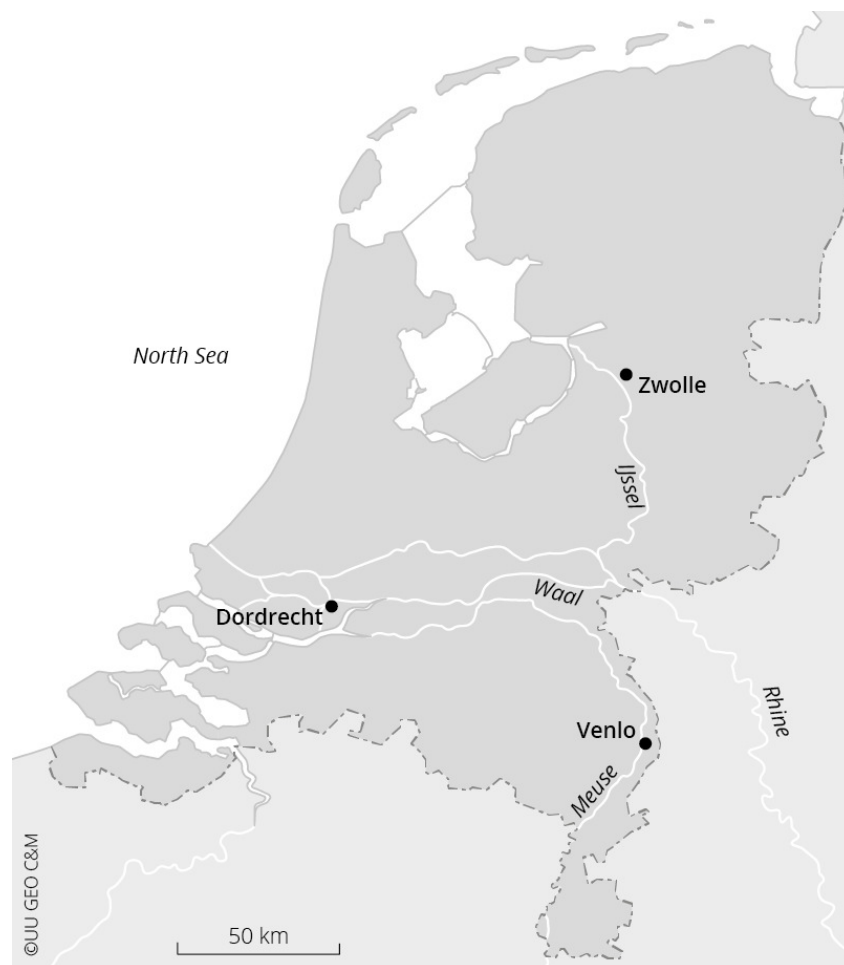 North Sea
Zwolle
IJssel
Waal
Dordrecht
Rhine
Venlo
Meuse
©UU GEO C&M
50 km